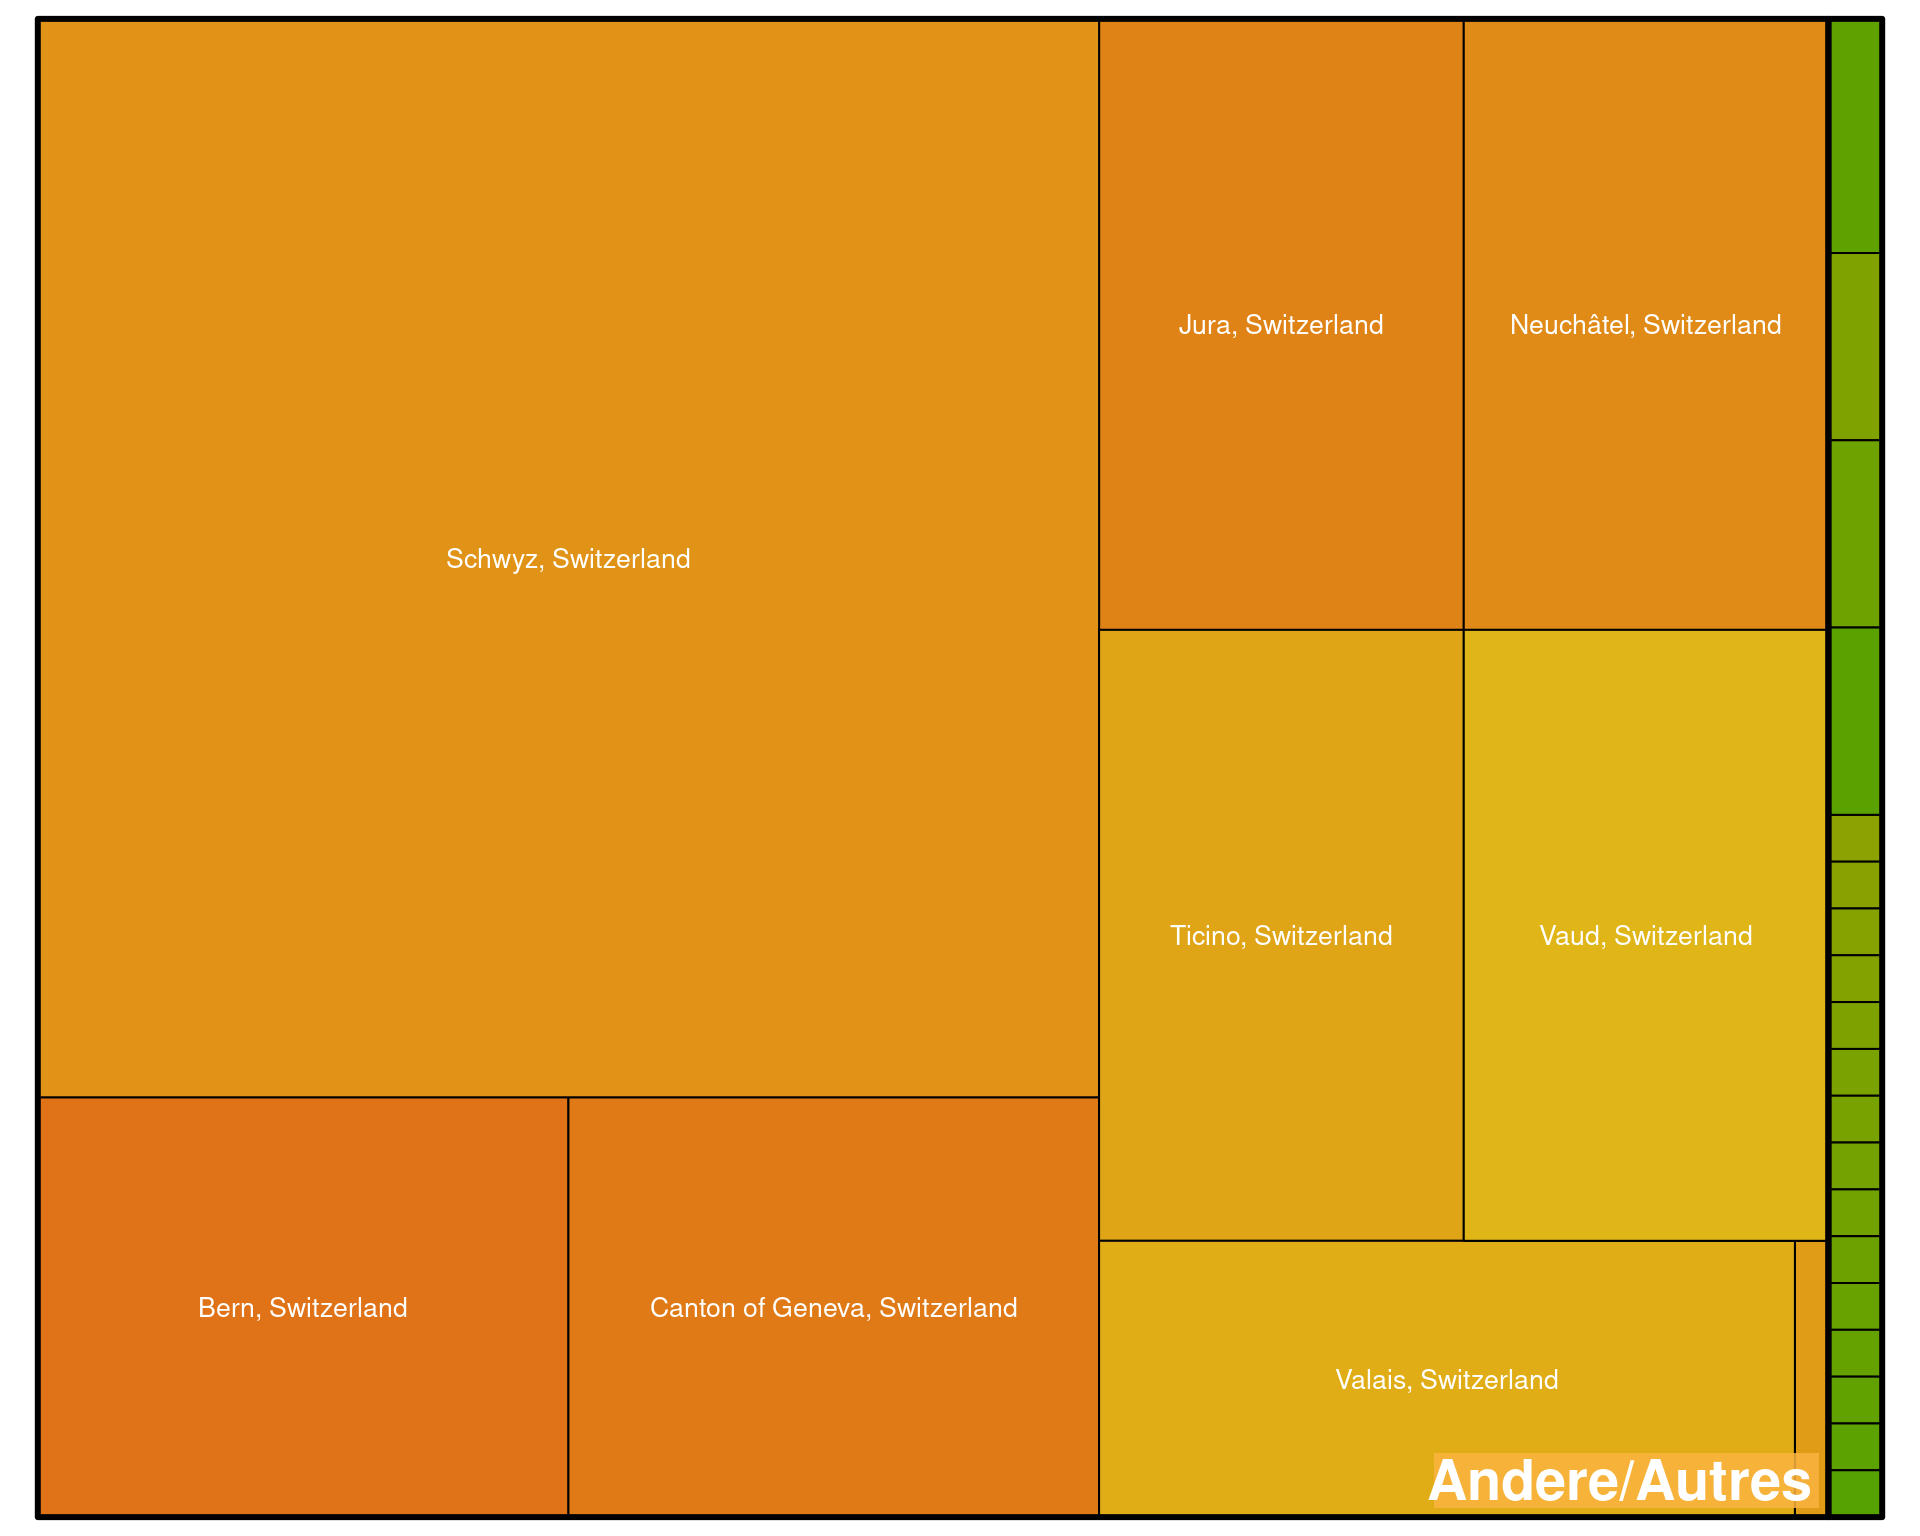 Schwyz, Switzerland
Jura, Switzerland
Neuchâtel, Switzerland
Ticino, Switzerland
Vaud, Switzerland
Bern, Switzerland
Canton of Geneva, Switzerland
Valais, Switzerland
Andere/Autres